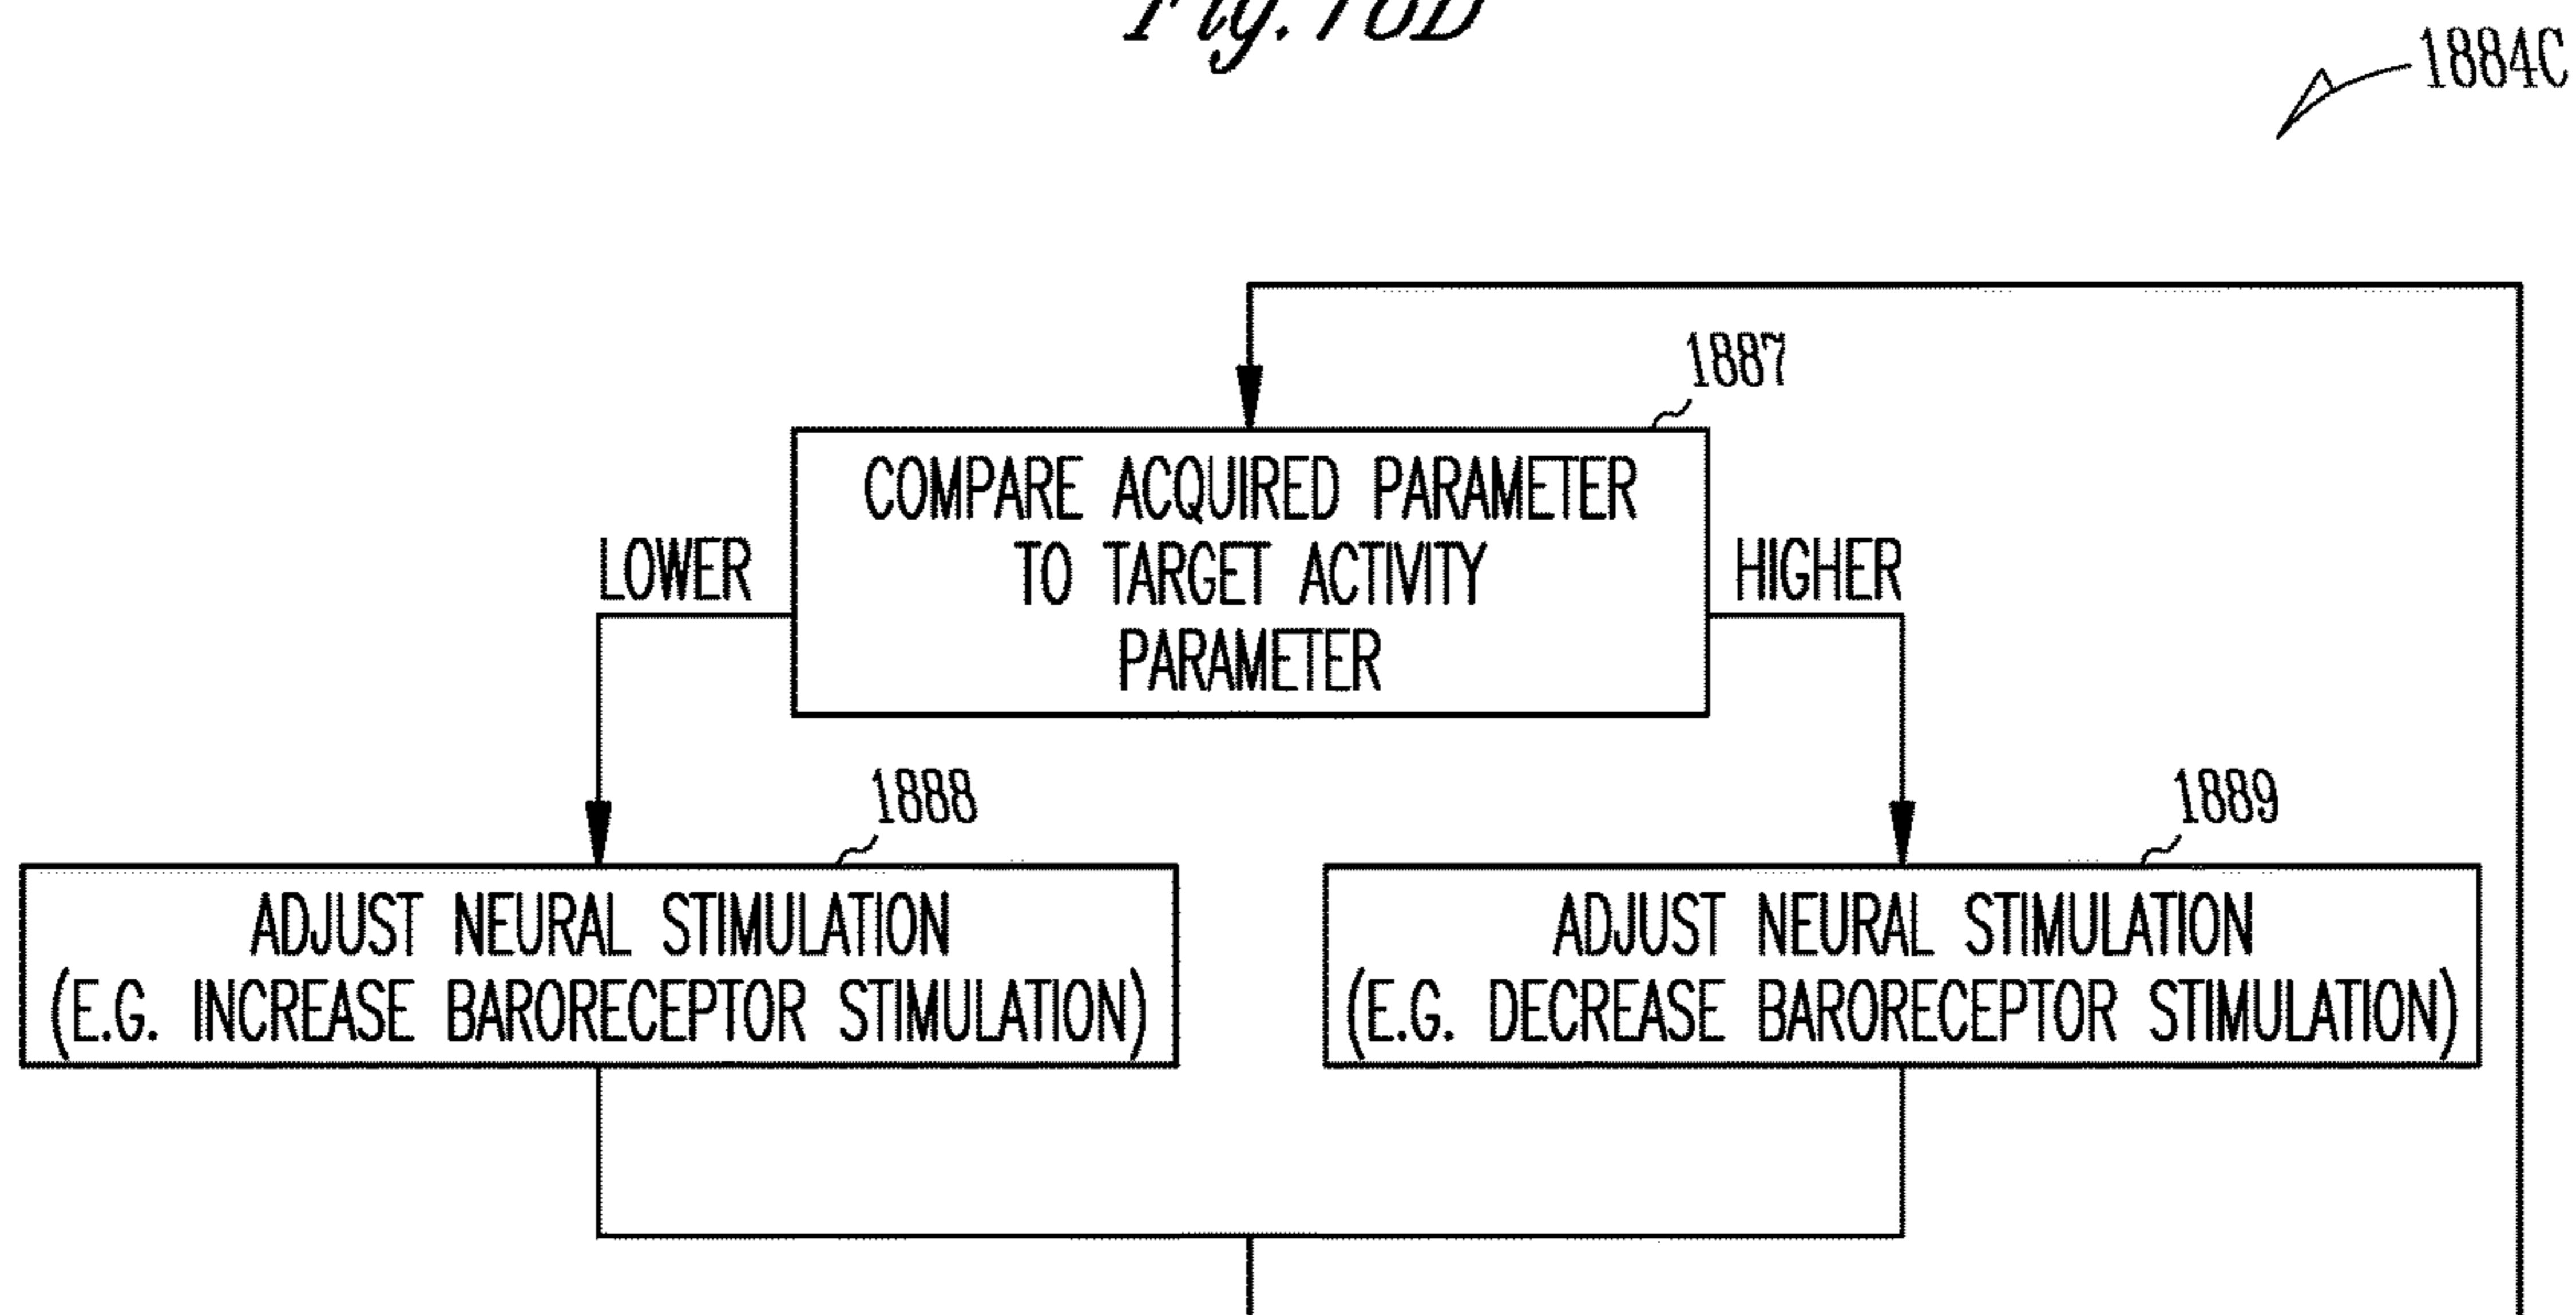 Fig.
1884C
1887
COMPARE ACQUIRED PARAMETER
TO TARGET ACTIVITY
PARAMETER
LOWER
HIGHER
1888
1889
ADJUST NEURAL STIMULATION
(E.G. INCREASE BARORECEPTOR STIMULATION)
ADJUST NEURAL STIMULATION
(E.G. DECREASE BARORECEPTOR STIMULATION)